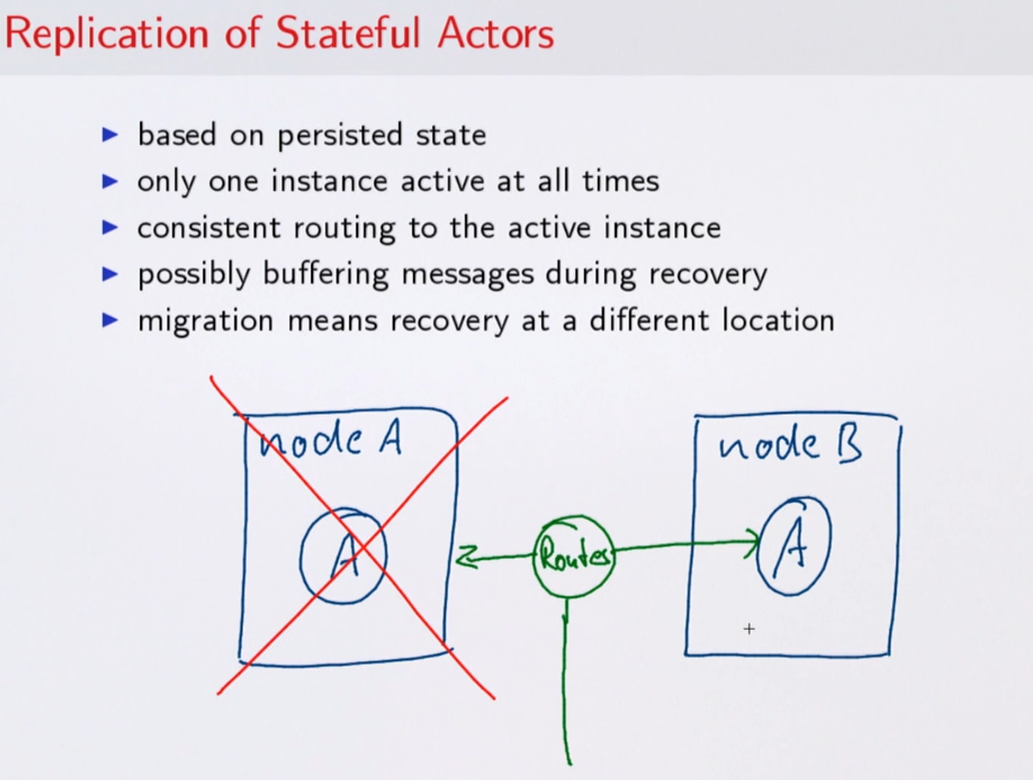 Replication of Stateful Actors
based on persisted state
only one instance active at all times
consistent routing to the active instance
possibly buffering messages during recovery
migration means recovery at a different location
node A
node B
A
Routes
A